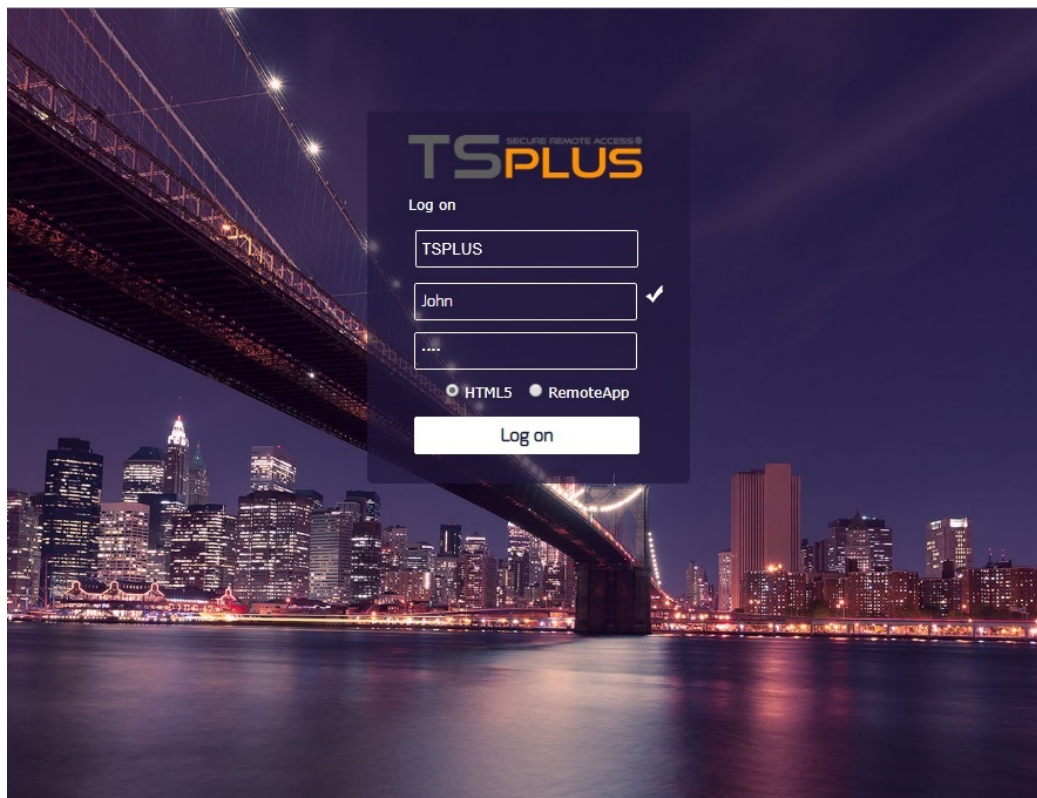 TSPLUS
SECURE REMOTE ACCESS®
Log on
TSPLUS
John
····
HTML5 RemoteApp
Log on